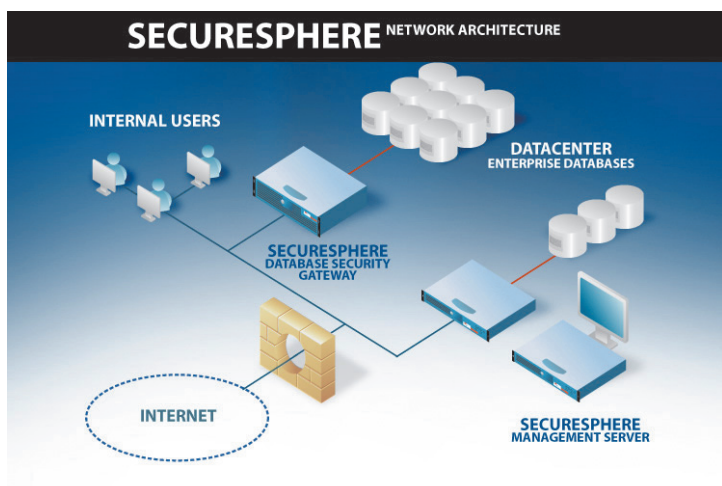 SECURESPHERE NETWORK ARCHITECTURE
INTERNAL USERS
DATACENTER
ENTERPRISE DATABASES
SECURESPHERE
DATABASE SECURITY
GATEWAY
INTERNET
SECURESPHERE
MANAGEMENT SERVER